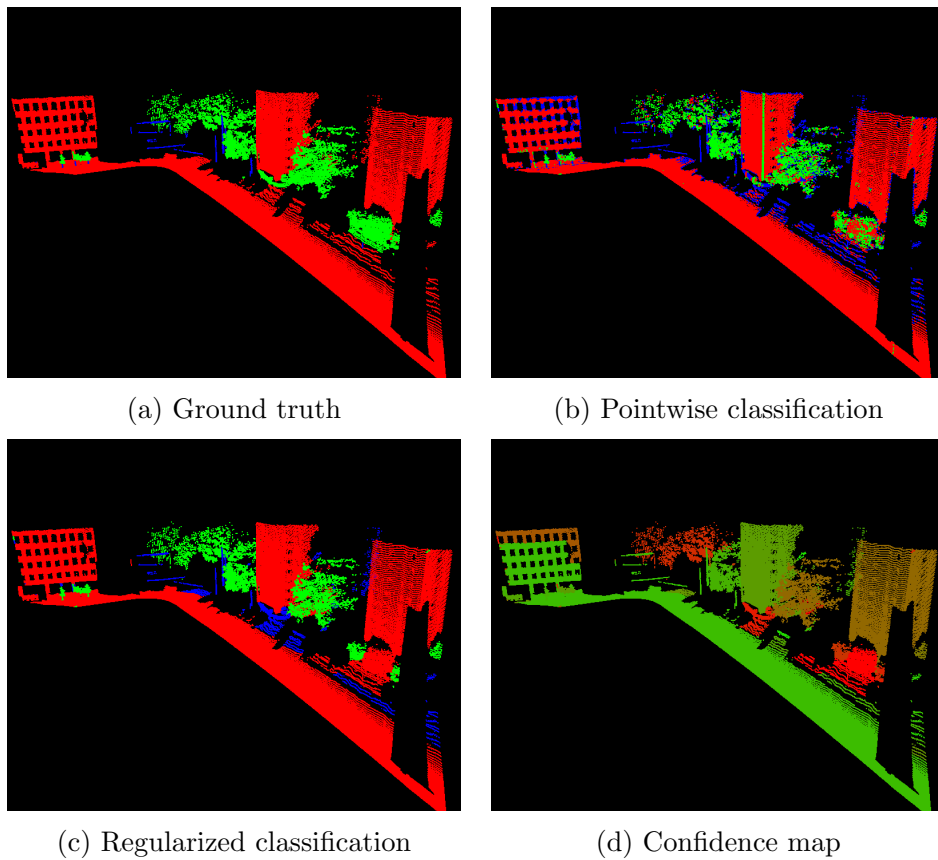 (a) Ground truth
(b) Pointwise classification
(c) Regularized classification
(d) Confidence map